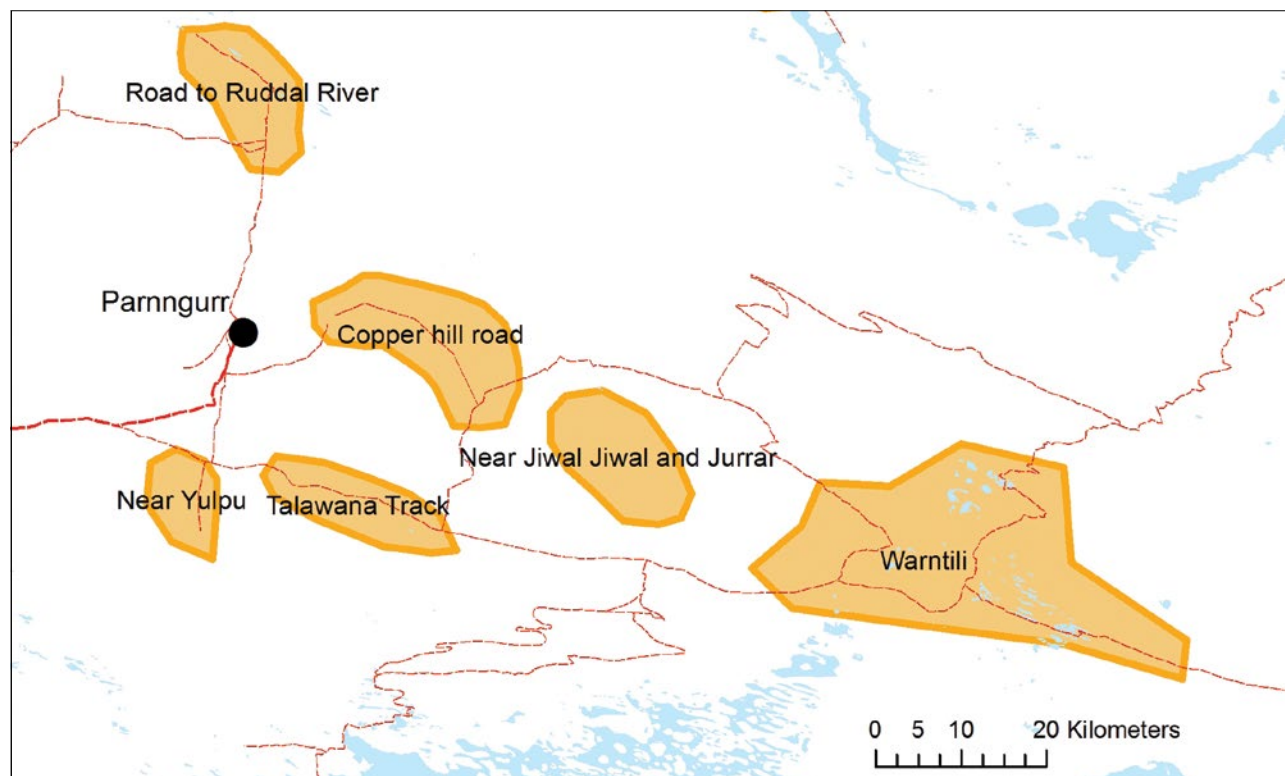 Road to Ruddal River
Parnngurr
Copper hill road
Near Jiwal Jiwal and Jurrar
Near Yulpu
Talawana Track
Warntili
0 5 10 20 Kilometers